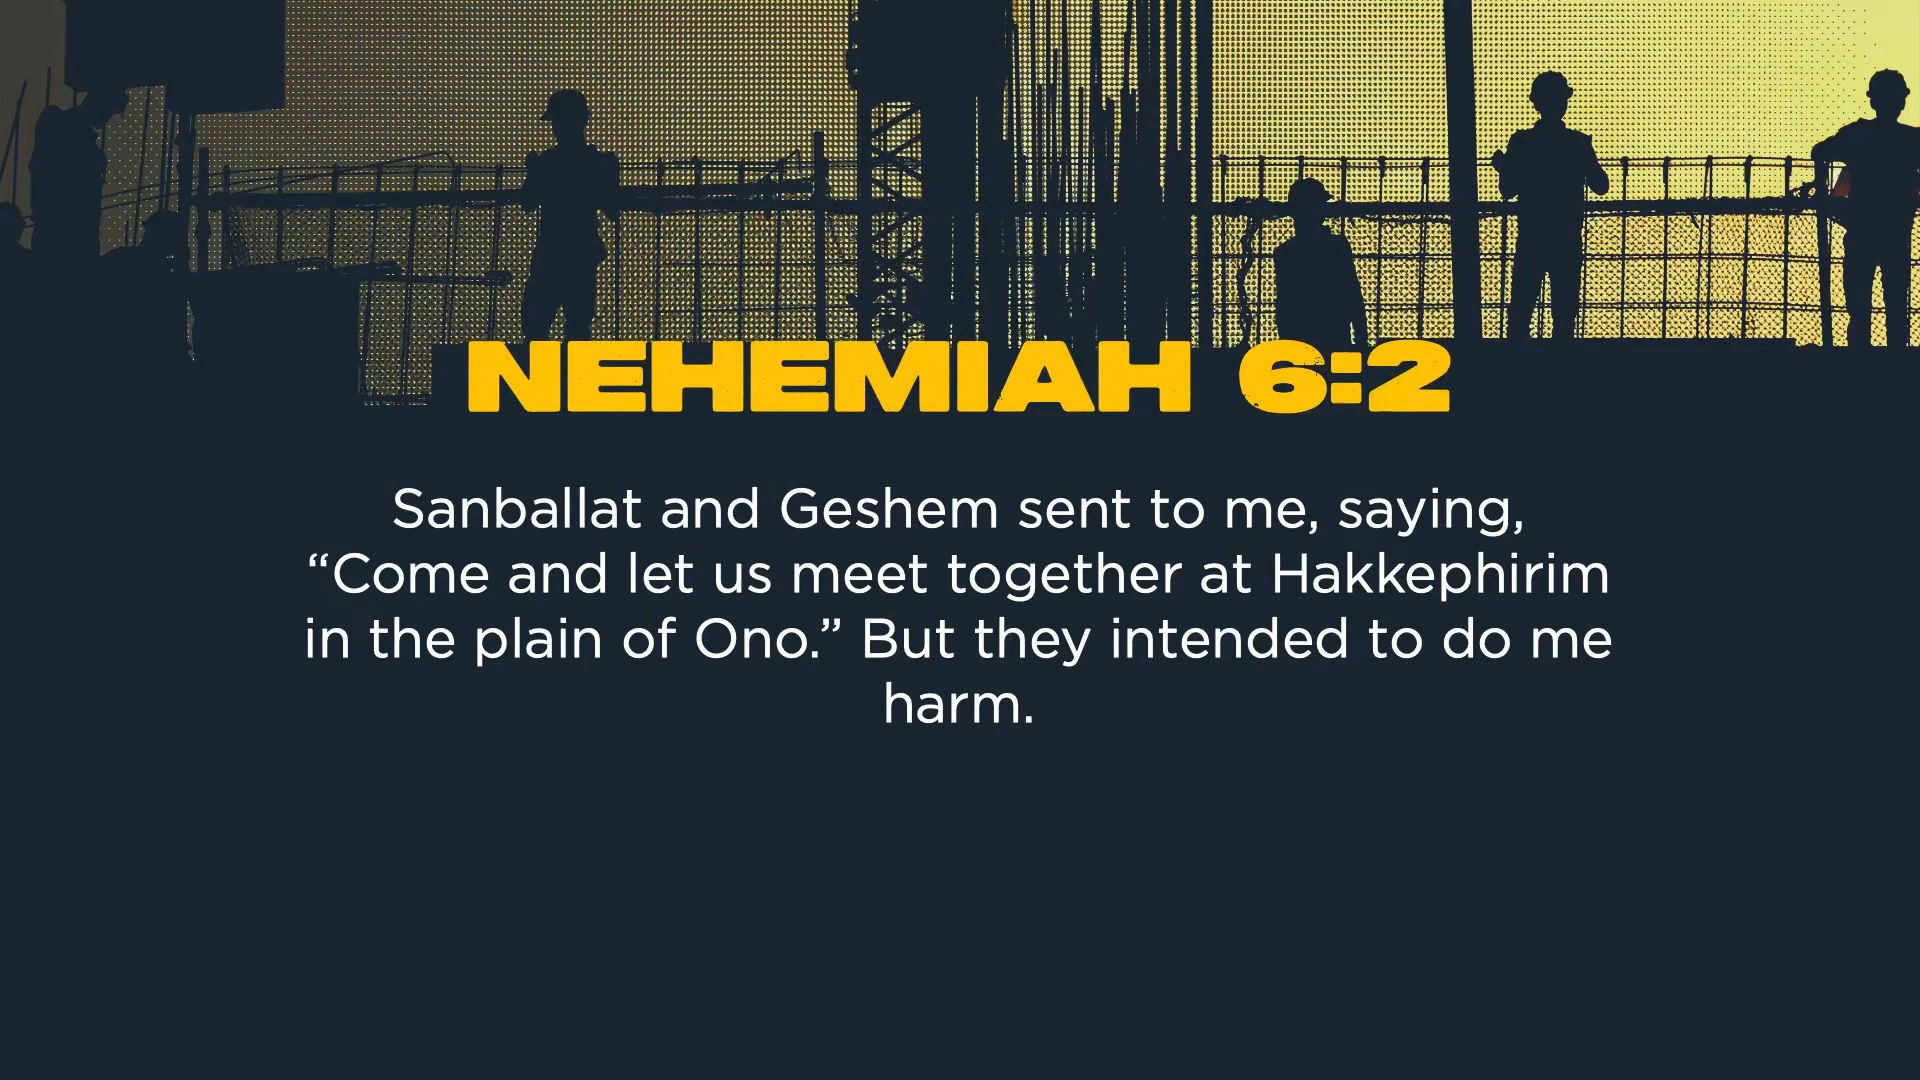 NEHEMIAH 6:2
Sanballat and Geshem sent to me, saying,
“Come and let us meet together at Hakkephirim
in the plain of Ono.” But they intended to do me
harm.